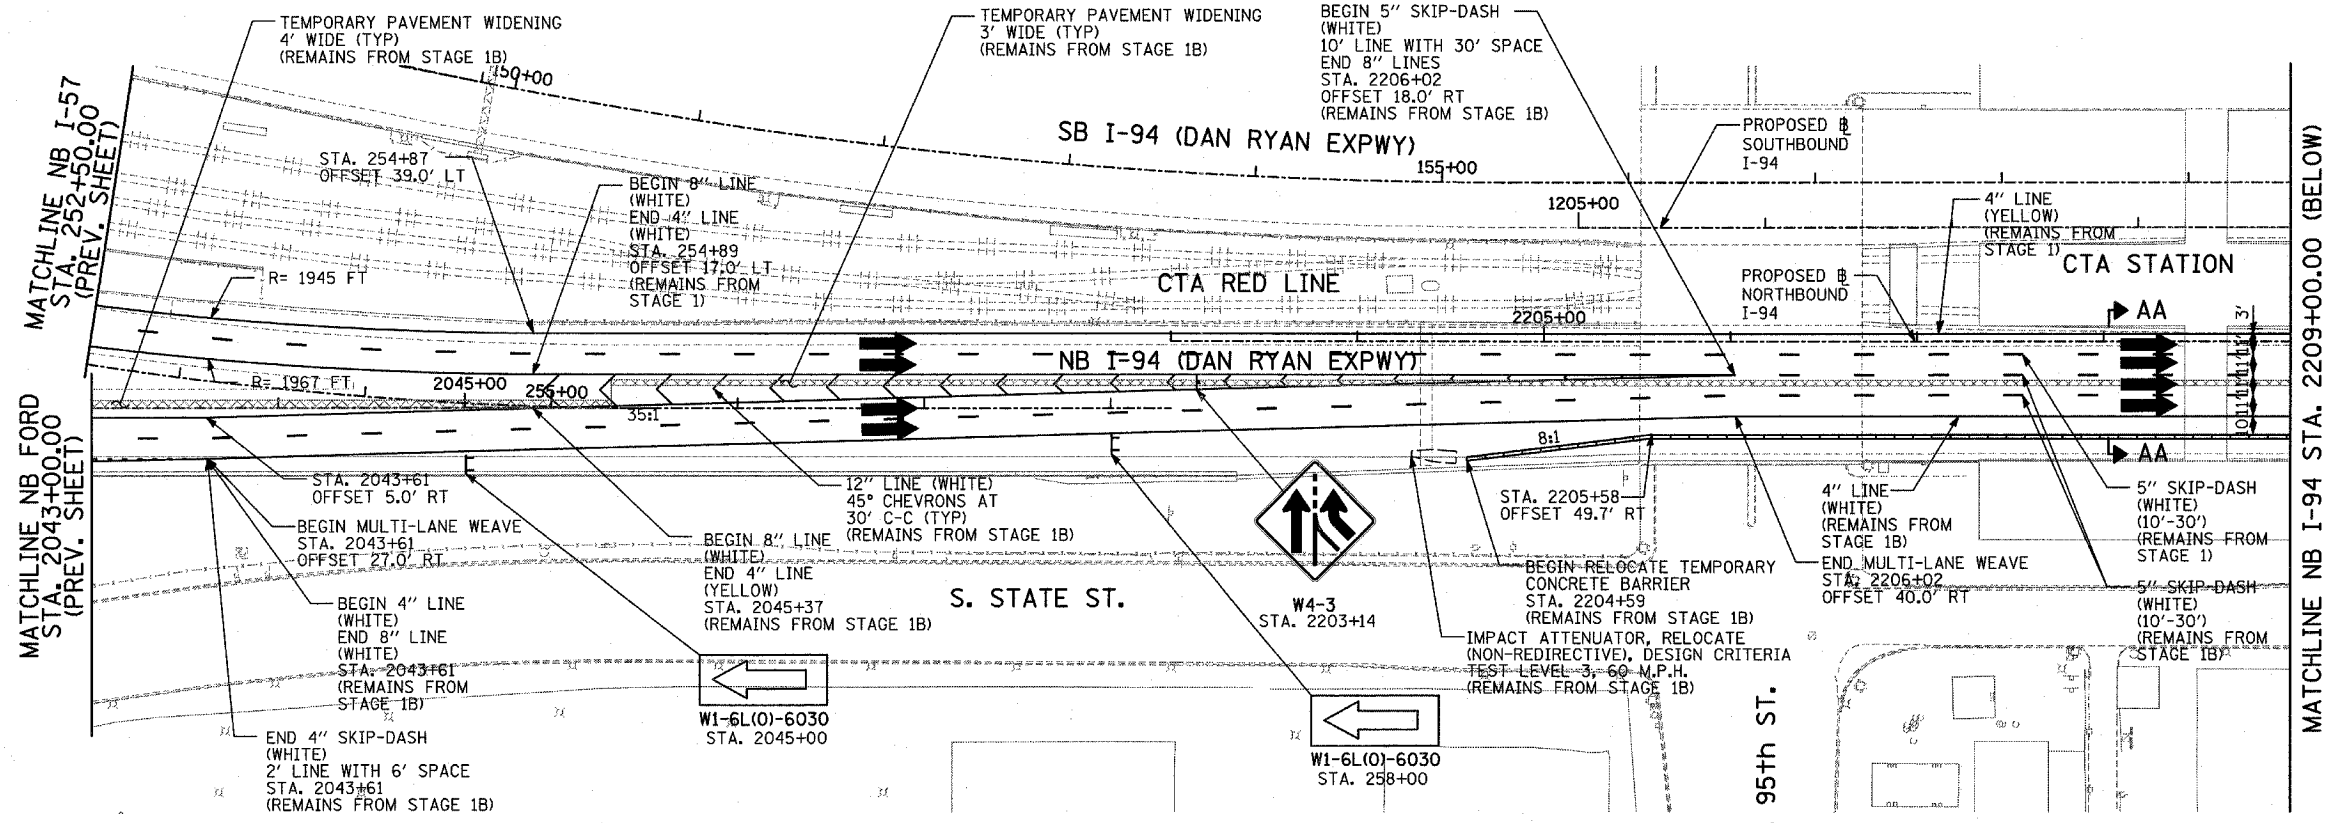 TEMPORARY PAVEMENT WIDENING
4' WIDE (TYP)
(REMAINS FROM STAGE 1B)
TEMPORARY PAVEMENT WIDENING
3' WIDE (TYP)
(REMAINS FROM STAGE 1B)
BEGIN 5" SKIP-DASH
(WHITE)
10' LINE WITH 30' SPACE
END 8" LINES
STA. 2206+02
OFFSET 18.0' RT
(REMAINS FROM STAGE 1B)
MATCHLINE NB I-57
STA. 252+50.00
(PREV. SHEET)
150+00
SB I-94 (DAN RYAN EXPWY)
155+00
1205+00
PROPOSED B
SOUTHBOUND
I-94
STA. 254+87
OFFSET 39.0' LT
BEGIN 8" LINE
(WHITE)
END 4" LINE
(WHITE)
STA. 254+89
OFFSET 17.0' LT
(REMAINS FROM
STAGE 1)
R= 1945 FT
CTA RED LINE
4" LINE
(YELLOW)
(REMAINS FROM
STAGE 1)
CTA STATION
PROPOSED B
NORTHBOUND
I-94
2205+00
AA
3'
11'
11'
11'
11'
10'
NB I-94 (DAN RYAN EXPWY)
R= 1967 FT
2045+00
255+00
35:1
8:1
AA
MATCHLINE NB FORD
STA. 2043+00.00
(PREV. SHEET)
MATCHLINE NB I-94 STA. 2209+00.00 (BELOW)
STA. 2043+61
OFFSET 5.0' RT
BEGIN MULTI-LANE WEAVE
STA. 2043+61
OFFSET 27.0' RT
BEGIN 4" LINE
(WHITE)
END 8" LINE
(WHITE)
STA. 2043+61
(REMAINS FROM
STAGE 1B)
END 4" SKIP-DASH
(WHITE)
2' LINE WITH 6' SPACE
STA. 2043+61
(REMAINS FROM STAGE 1B)
12" LINE (WHITE)
45° CHEVRONS AT
30' C-C (TYP)
(REMAINS FROM STAGE 1B)
BEGIN 8" LINE
(WHITE)
END 4" LINE
(YELLOW)
STA. 2045+37
(REMAINS FROM STAGE 1B)
W1-6L(O)-6030
STA. 2045+00
S. STATE ST.
W4-3
STA. 2203+14
W1-6L(O)-6030
STA. 258+00
STA. 2205+58
OFFSET 49.7' RT
BEGIN RELOCATE TEMPORARY
CONCRETE BARRIER
STA. 2204+59
(REMAINS FROM STAGE 1B)
IMPACT ATTENUATOR, RELOCATE
(NON-REDIRECTIVE), DESIGN CRITERIA
TEST LEVEL 3, 60 M.P.H.
(REMAINS FROM STAGE 1B)
95th ST.
4" LINE
(WHITE)
(REMAINS FROM
STAGE 1B)
END MULTI-LANE WEAVE
STA. 2206+02
OFFSET 40.0' RT
5" SKIP-DASH
(WHITE)
(10'-30')
(REMAINS FROM
STAGE 1)
5" SKIP-DASH
(WHITE)
(10'-30')
(REMAINS FROM
STAGE 1B)